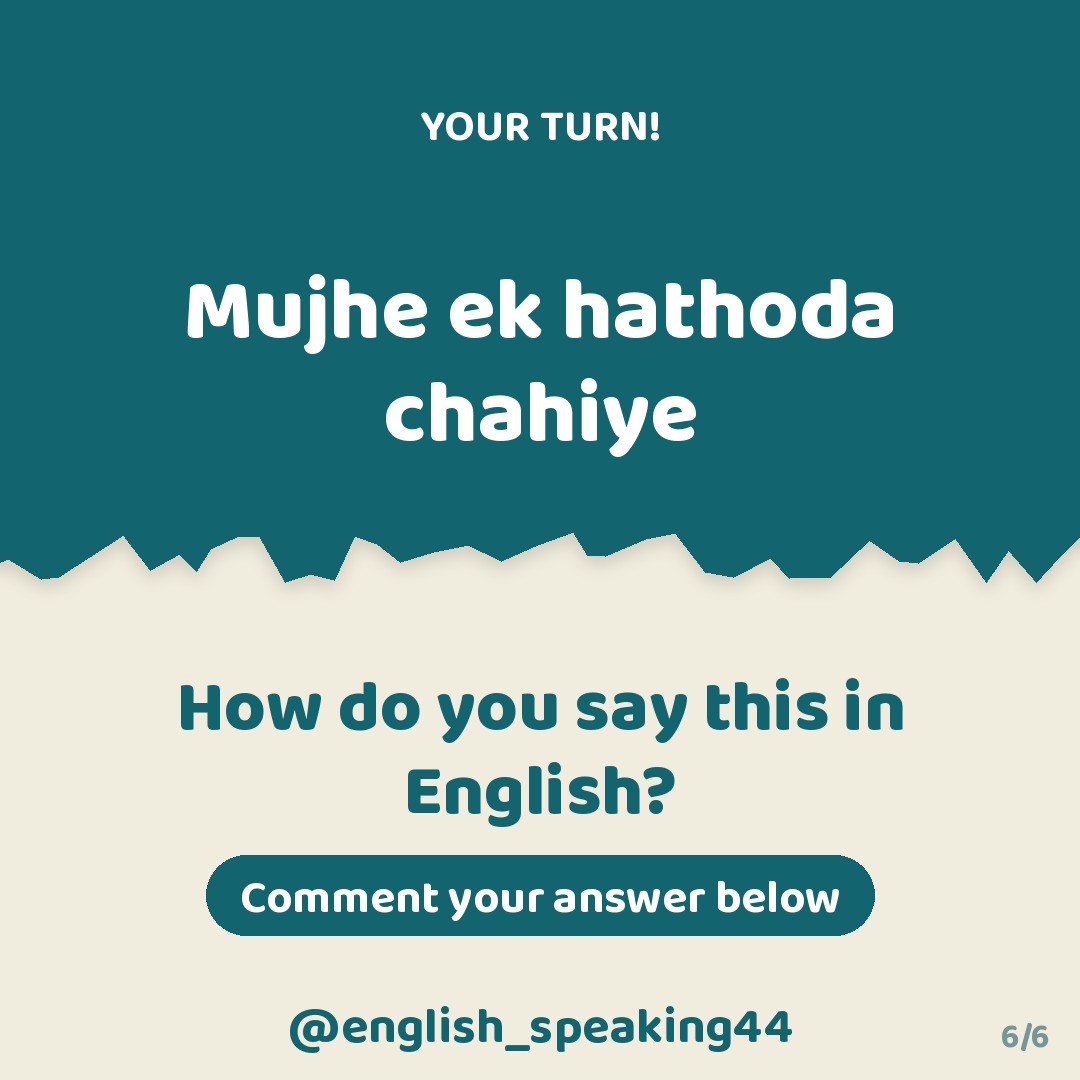 YOUR TURN!
Mujhe ek hathoda
chahiye
How do you say this in
English?
Comment your answer below
@english_speaking44
6/6